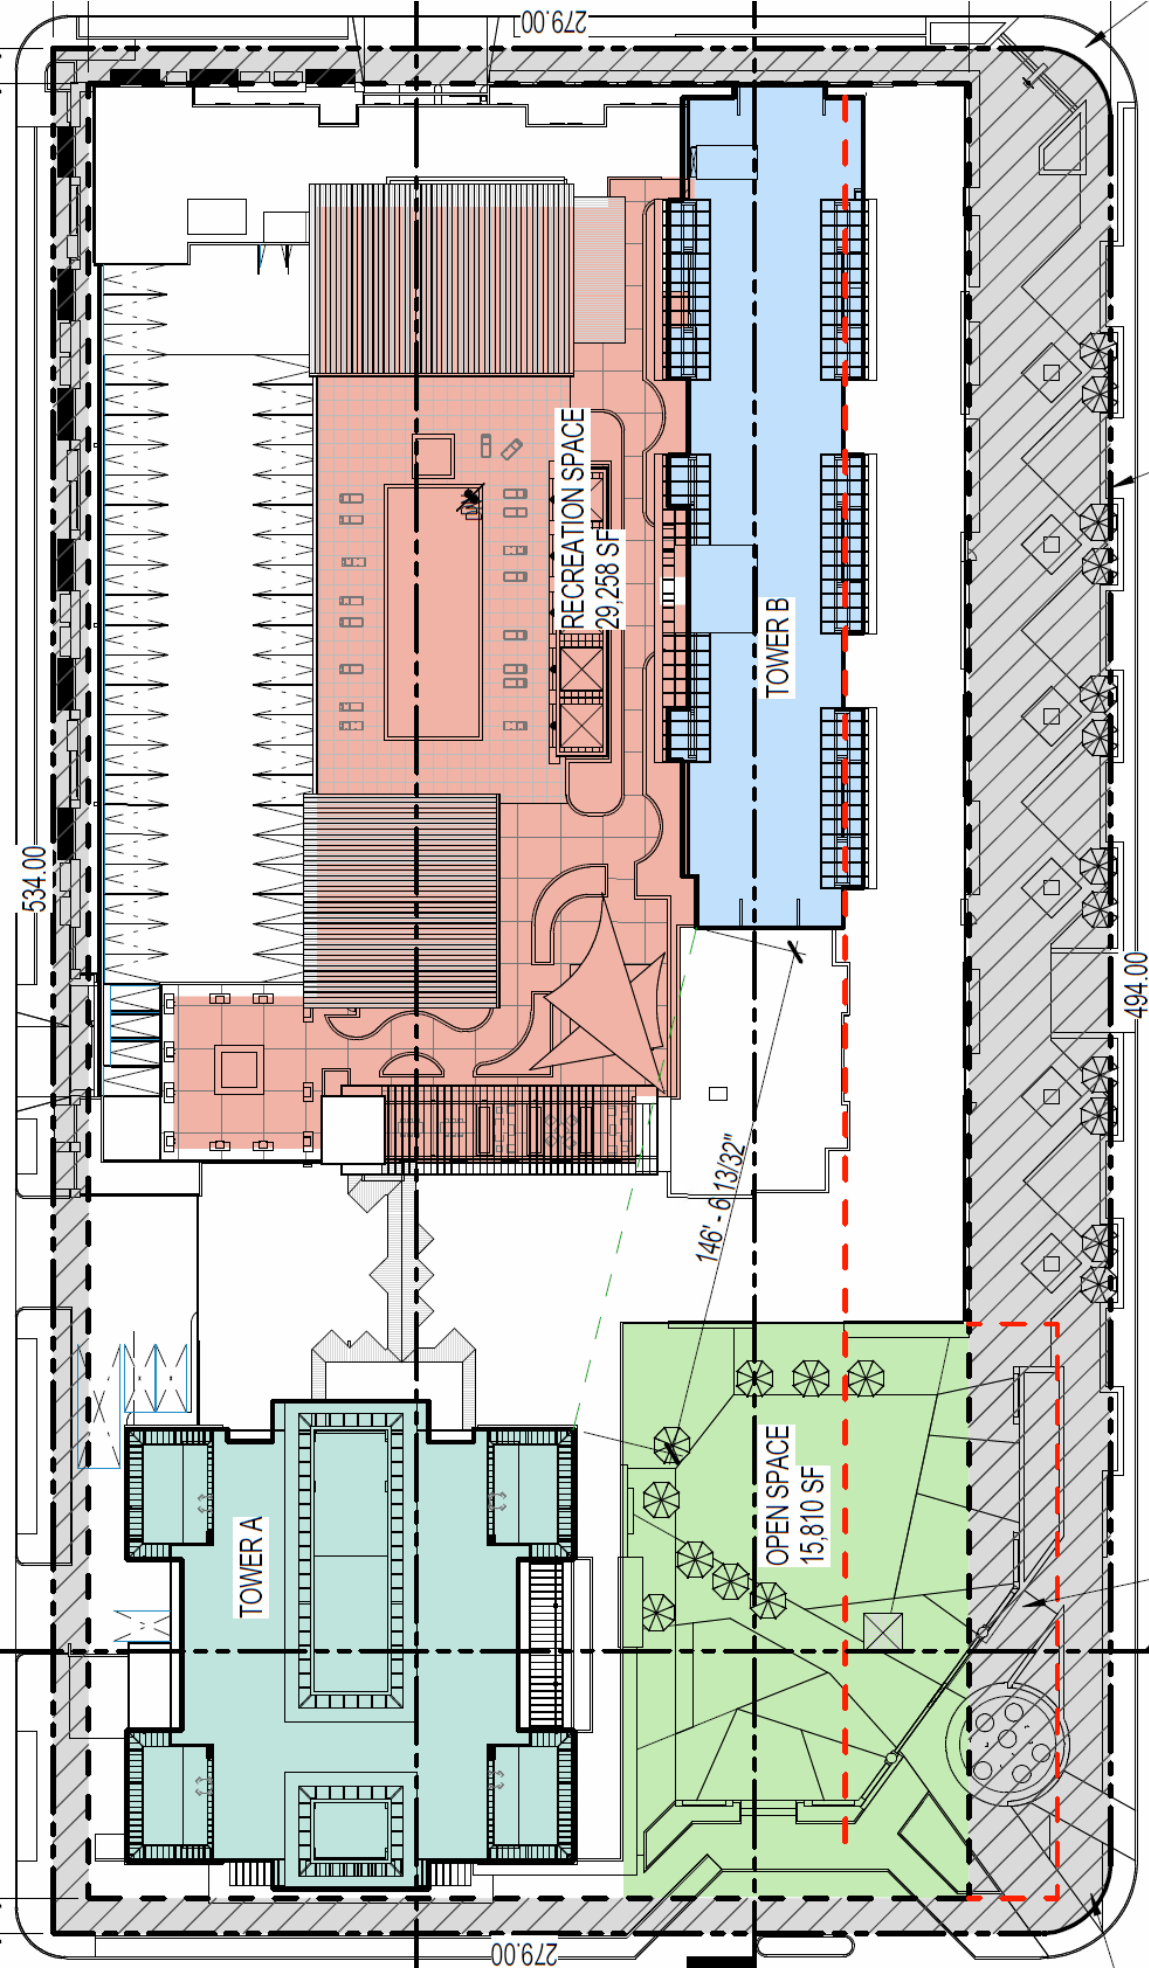 279.00
RECREATION SPACE
29,258 SF
TOWER B
534.00
494.00
146' - 6 13/32"
OPEN SPACE
15,810 SF
TOWER A
279.00